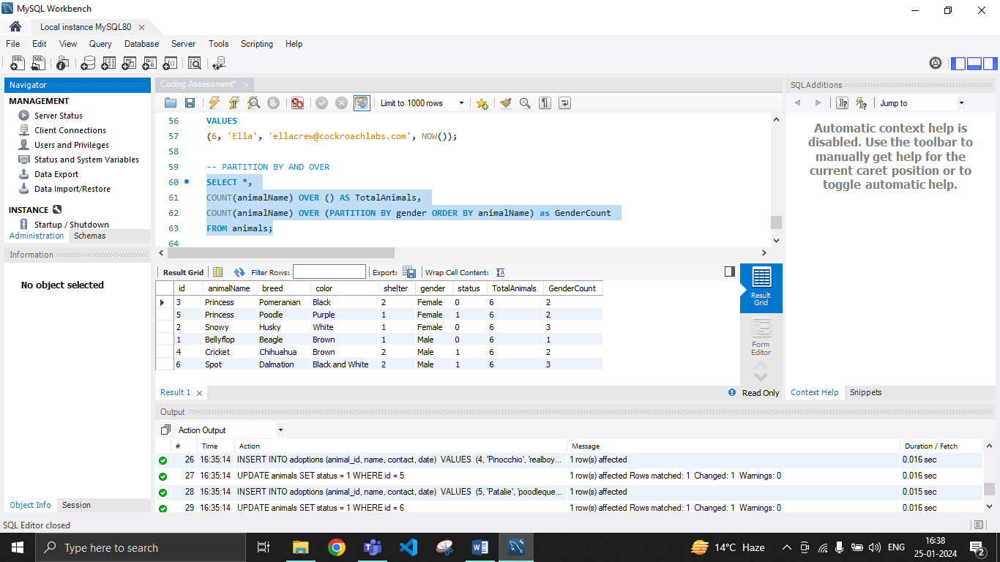 MySQL Workbench
Local instance MySQL80
File Edit View Query Database Server Tools Scripting Help
Navigator
MANAGEMENT
Server Status
Client Connections
Users and Privileges
Status and System Variables
Data Export
Data Import/Restore
INSTANCE
Startup / Shutdown
Administration Schemas
Information
No object selected
Object Info Session
Coding Assessment*
Limit to 1000 rows
56 VALUES
57 (6, 'Ella', 'ellacrew@cockroachlabs.com', NOW());
58
59 -- PARTITION BY AND OVER
60 SELECT *,
61 COUNT(animalName) OVER () AS TotalAnimals,
62 COUNT(animalName) OVER (PARTITION BY gender ORDER BY animalName) as GenderCount
63 FROM animals;
64
Result Grid Filter Rows: Export: Wrap Cell Content:
id animalName breed color shelter gender status TotalAnimals GenderCount
3 Princess Pomeranian Black 2 Female 0 6 2
5 Princess Poodle Purple 1 Female 1 6 2
2 Snowy Husky White 1 Female 0 6 3
1 Bellyflop Beagle Brown 1 Male 0 6 1
4 Cricket Chihuahua Brown 2 Male 1 6 2
6 Spot Dalmation Black and White 2 Male 1 6 3
Result
Grid
Form
Editor
Result 1
Read Only
SQLAdditions
Jump to
Automatic context help is
disabled. Use the toolbar to
manually get help for the
current caret position or to
toggle automatic help.
Context Help Snippets
Output
Action Output
# Time Action Message Duration / Fetch
26 16:35:14 INSERT INTO adoptions (animal_id, name, contact, date) VALUES (4, 'Pinocchio', 'realboy... 1 row(s) affected 0.016 sec
27 16:35:14 UPDATE animals SET status = 1 WHERE id = 5 1 row(s) affected Rows matched: 1 Changed: 1 Warnings: 0 0.016 sec
28 16:35:14 INSERT INTO adoptions (animal_id, name, contact, date) VALUES (5, 'Patalie', 'poodleque... 1 row(s) affected 0.015 sec
29 16:35:14 UPDATE animals SET status = 1 WHERE id = 6 1 row(s) affected Rows matched: 1 Changed: 1 Warnings: 0 0.016 sec
SQL Editor closed
Type here to search
14°C Haze
ENG
16:38
25-01-2024
2